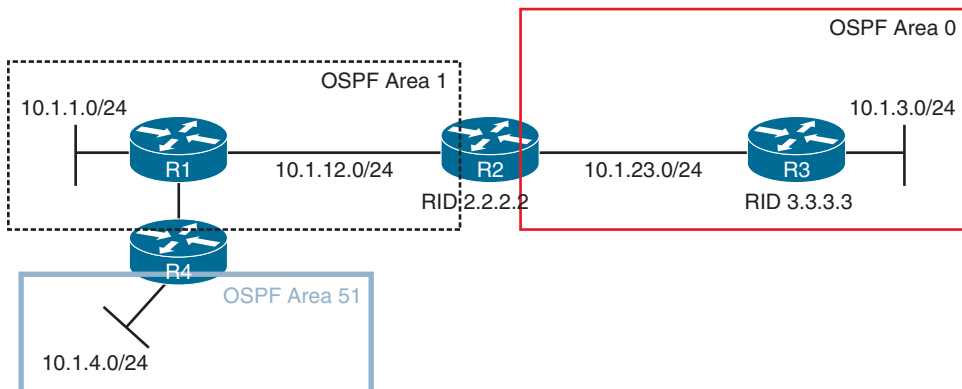 OSPF Area 0
OSPF Area 1
10.1.1.0/24
10.1.3.0/24
R1
10.1.12.0/24
R2
10.1.23.0/24
R3
RID 2.2.2.2
RID 3.3.3.3
R4
OSPF Area 51
10.1.4.0/24